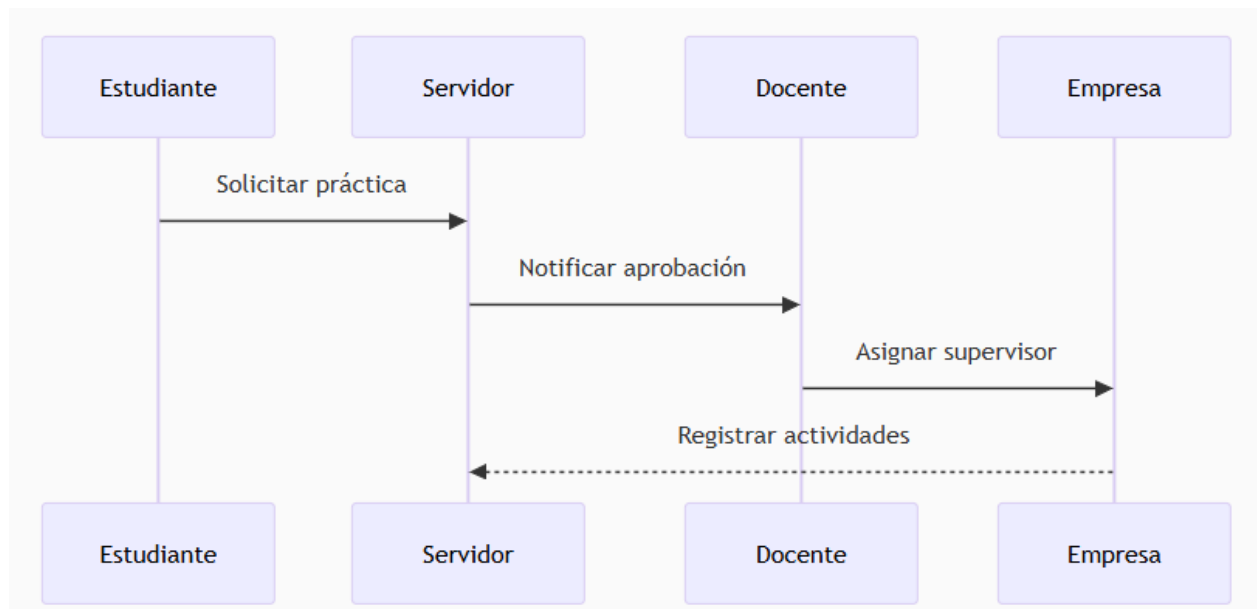 Estudiante
Servidor
Docente
Empresa
Solicitar práctica
Notificar aprobación
Asignar supervisor
Registrar actividades
Estudiante
Servidor
Docente
Empresa